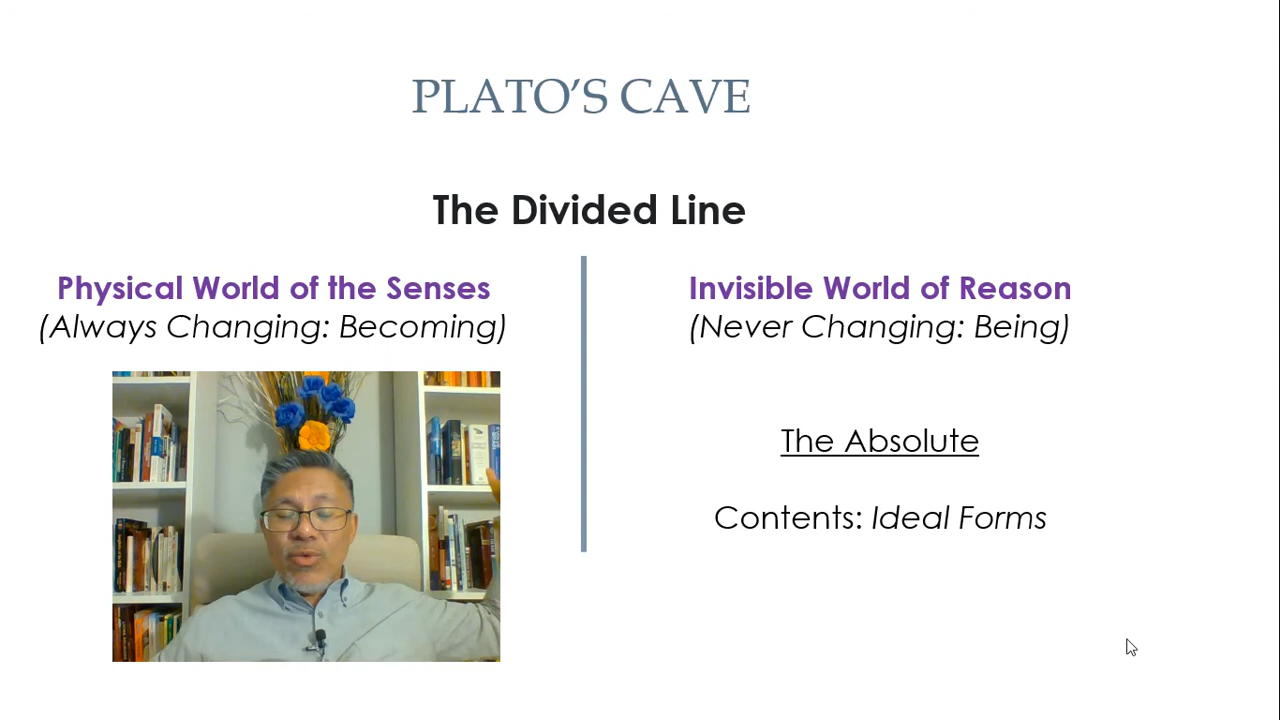 PLATO’S CAVE
The Divided Line
Physical World of the Senses
(Always Changing: Becoming)
Invisible World of Reason
(Never Changing: Being)
The Absolute
Contents: Ideal Forms